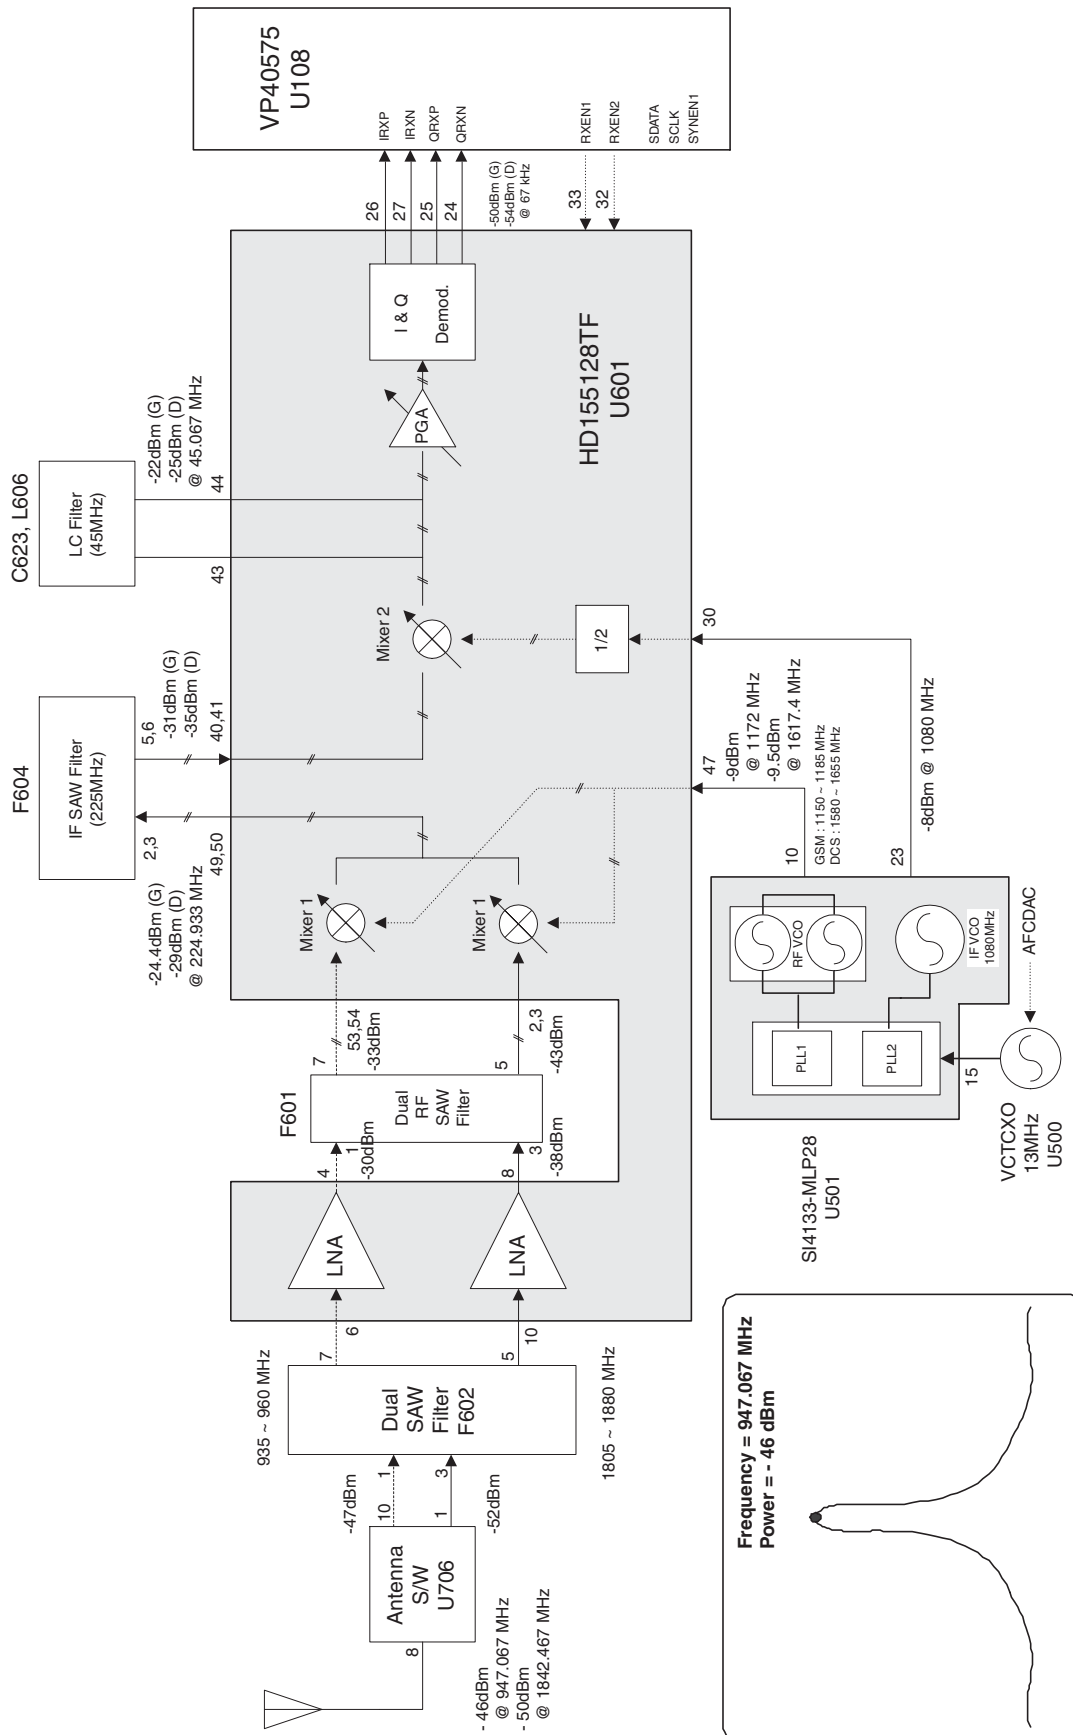 VP40575
U108
IRXP
IRXN
QRXP
QRXN
RXEN1
RXEN2
SDATA
SCLK
SYNEN1
26
27
25
24
-50dBm (G)
-54dBm (D)
@ 67 kHz
33
32
I & Q
Demod.
PGA
HD155128TF
U601
C623, L606
LC Filter
(45MHz)
-22dBm (G)
-25dBm (D)
@ 45.067 MHz
44
43
Mixer 2
1/2
30
F604
IF SAW Filter
(225MHz)
5,6
-31dBm (G)
-35dBm (D)
40,41
2,3
49,50
-24.4dBm (G)
-29dBm (D)
@ 224.933 MHz
Mixer 1
Mixer 1
47
-9dBm
@ 1172 MHz
-9.5dBm
@ 1617.4 MHz
GSM : 1150 ~ 1185 MHz
DCS : 1580 ~ 1655 MHz
10
23
-8dBm @ 1080 MHz
RF VCO
IF VCO
1080MHz
PLL1
PLL2
15
AFCDAC
VCTCXO
13MHz
U500
SI4133-MLP28
U501
F601
Dual
RF
SAW
Filter
7
53,54
-33dBm
5
2,3
-43dBm
4
1
-30dBm
8
3
-38dBm
LNA
LNA
6
10
7
5
935 ~ 960 MHz
Dual
SAW
Filter
F602
1805 ~ 1880 MHz
-47dBm
10
1
1
3
-52dBm
Antenna
S/W
U706
8
- 46dBm
@ 947.067 MHz
- 50dBm
@ 1842.467 MHz
Frequency = 947.067 MHz
Power = - 46 dBm